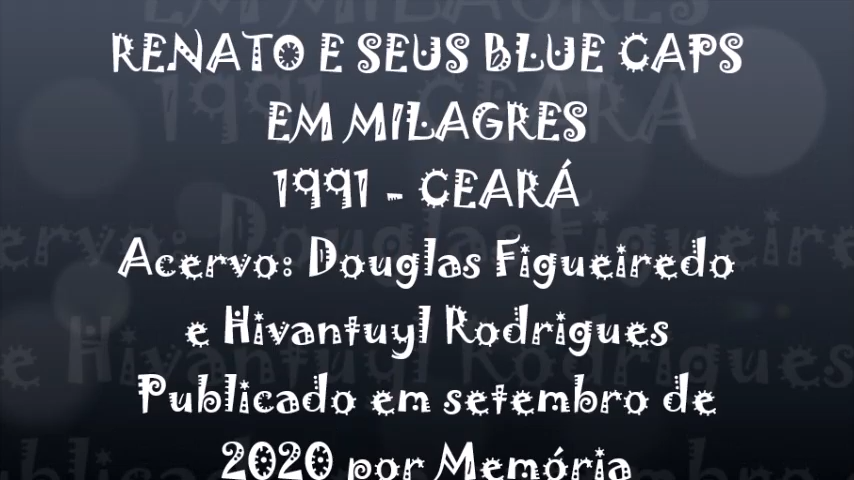 RENATO E SEUS BLUE CAPS
EM MILAGRES
1991 - CEARÁ
Acervo: Douglas Figueiredo
e Hivantuyl Rodrigues
Publicado em setembro de
2020 por Memória